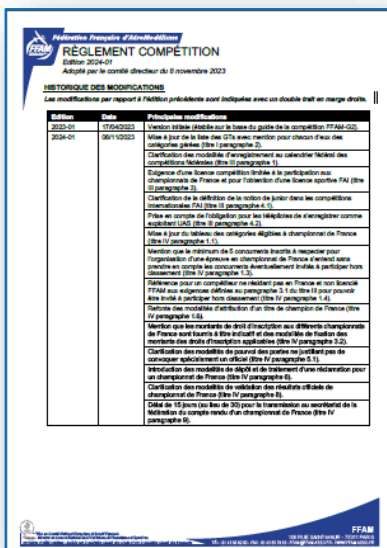 Fédération Française d'AéroModélisme
FFAM
RÈGLEMENT COMPÉTITION
Edition 2024-01
Adopté par le comité directeur du 8 novembre 2023
HISTORIQUE DES MODIFICATIONS
Les modifications par rapport à l'édition précédente sont indiquées avec un double trait en marge droite.
Edition Date Principales modifications
2023-01 17/04/2023 Version initiale (établie sur la base du guide de la compétition FFAM-G2).
2024-01 08/11/2023 Mise à jour de la liste des GTs avec mention pour chacun d'eux des
catégories gérées (titre I paragraphe 2).
Clarification des modalités d'enregistrement au calendrier fédéral des
compétitions fédérales (titre III paragraphe 1).
Exigence d'une licence compétition limitée à la participation aux
championnats de France et pour l'obtention d'une licence sportive FAI (titre
III paragraphe 3).
Clarification de la définition de la notion de junior dans les compétitions
internationales FAI (titre III paragraphe 4.1).
Prise en compte de l'obligation pour les télépilotes de s'enregistrer comme
exploitant UAS (titre III paragraphe 4.2).
Mise à jour du tableau des catégories éligibles à championnat de France
(titre IV paragraphe 1.1).
Mention que le minimum de 5 concurrents inscrits à respecter pour
l'organisation d'une épreuve en championnat de France s'entend sans
prendre en compte les concurrents éventuellement invités à participer hors
classement (titre IV paragraphe 1.3).
Référence pour un compétiteur ne résidant pas en France et non licencié
FFAM aux exigences définies au paragraphe 3.1 du titre III pour pouvoir
être invité à participer hors classement (titre IV paragraphe 1.4).
Refonte des modalités d'attribution d'un titre de champion de France (titre
IV paragraphe 1.5).
Mention que les montants de droit d'inscription aux différents championnats
de France sont fournis à titre indicatif et des modalités de fixation des
montants des droits d'inscription applicables (titre IV paragraphe 3.2).
Clarification des modalités de pourvoi des postes ne justifiant pas de
convoquer spécialement un officiel (titre IV paragraphe 5.1).
Introduction des modalités de dépôt et de traitement d'une réclamation pour
un championnat de France (titre IV paragraphe 6).
Clarification des modalités de validation des résultats officiels de
championnat de France (titre IV paragraphe 8).
Délai de 15 jours (au lieu de 30) pour la transmission au secrétariat de la
fédération du compte rendu d'un championnat de France (titre IV
paragraphe 9).
FFAM
108 RUE SAINT-MAUR - 75011 PARIS